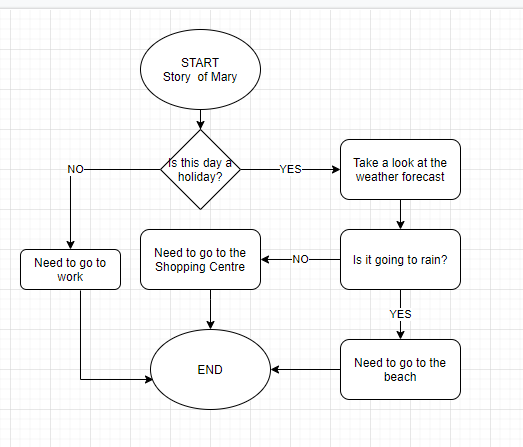 START
Story of Mary
Is this day a
holiday?
NO
YES
Take a look at the
weather forecast
Need to go to
work
Need to go to the
Shopping Centre
NO
Is it going to rain?
YES
END
Need to go to the
beach